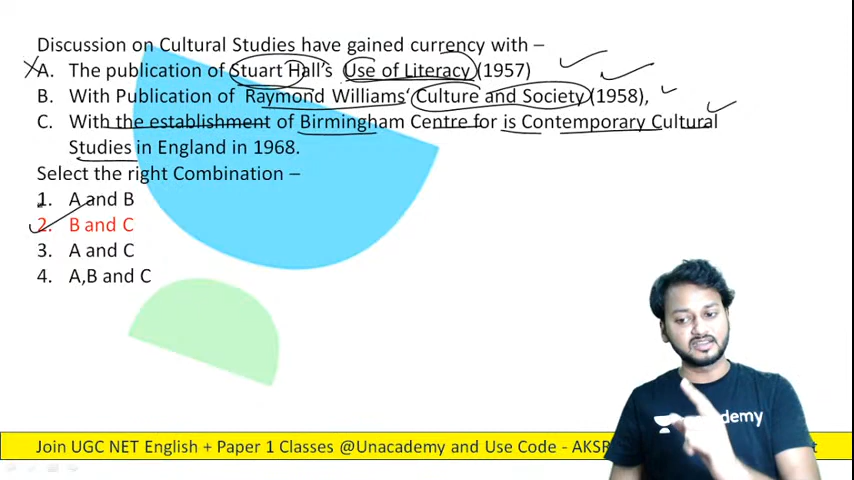 Discussion on Cultural Studies have gained currency with –
A. The publication of Stuart Hall's Use of Literacy (1957)
B. With Publication of Raymond Williams' Culture and Society (1958),
C. With the establishment of Birmingham Centre for is Contemporary Cultural
Studies in England in 1968.
Select the right Combination –
1. A and B
2. B and C
3. A and C
4. A,B and C
demy
Join UGC NET English + Paper 1 Classes @Unacademy and Use Code - AKSR